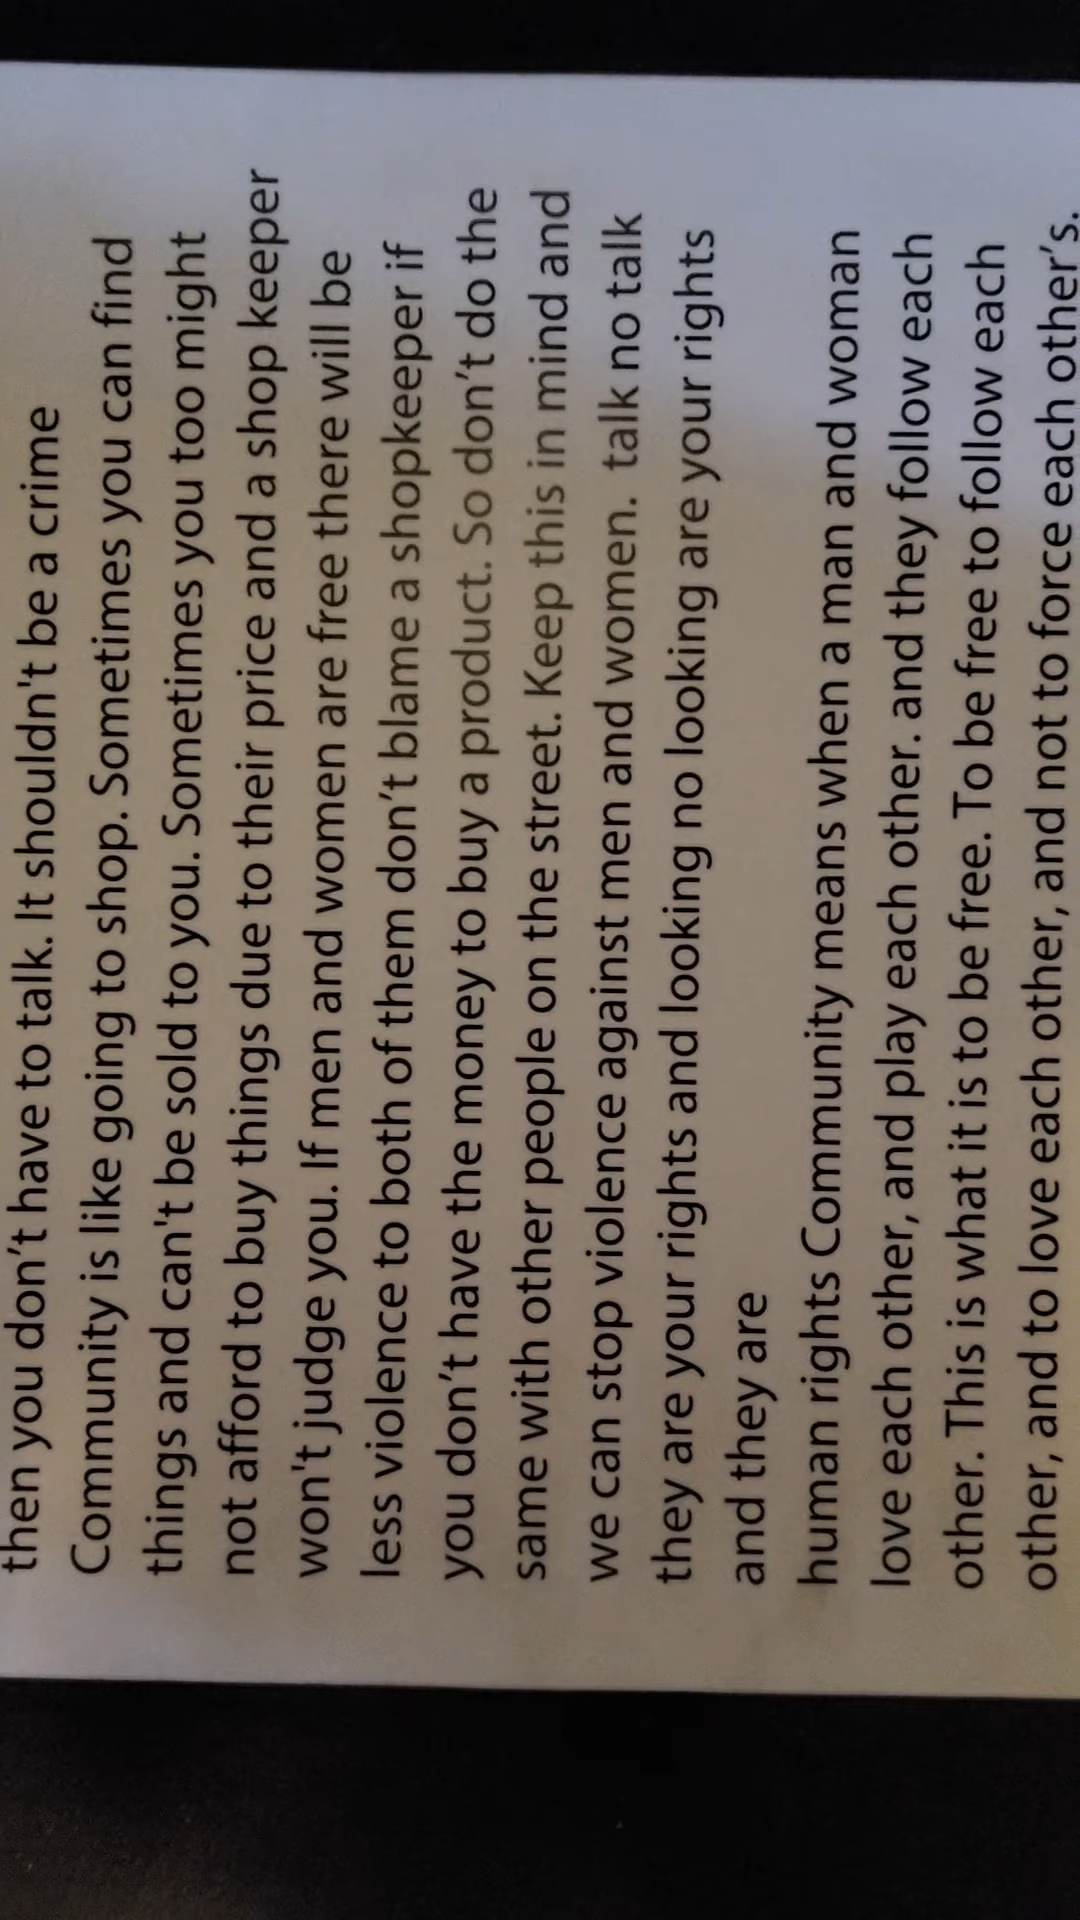 then you don't have to talk. It shouldn't be a crime
Community is like going to shop. Sometimes you can find
things and can't be sold to you. Sometimes you too might
not afford to buy things due to their price and a shop keeper
won't judge you. If men and women are free there will be
less violence to both of them don't blame a shopkeeper if
you don't have the money to buy a product. So don't do the
same with other people on the street. Keep this in mind and
we can stop violence against men and women.  talk no talk
they are your rights and looking no looking are your rights
and they are
human rights Community means when a man and woman
love each other, and play each other. and they follow each
other. This is what it is to be free. To be free to follow each
other, and to love each other, and not to force each other's.